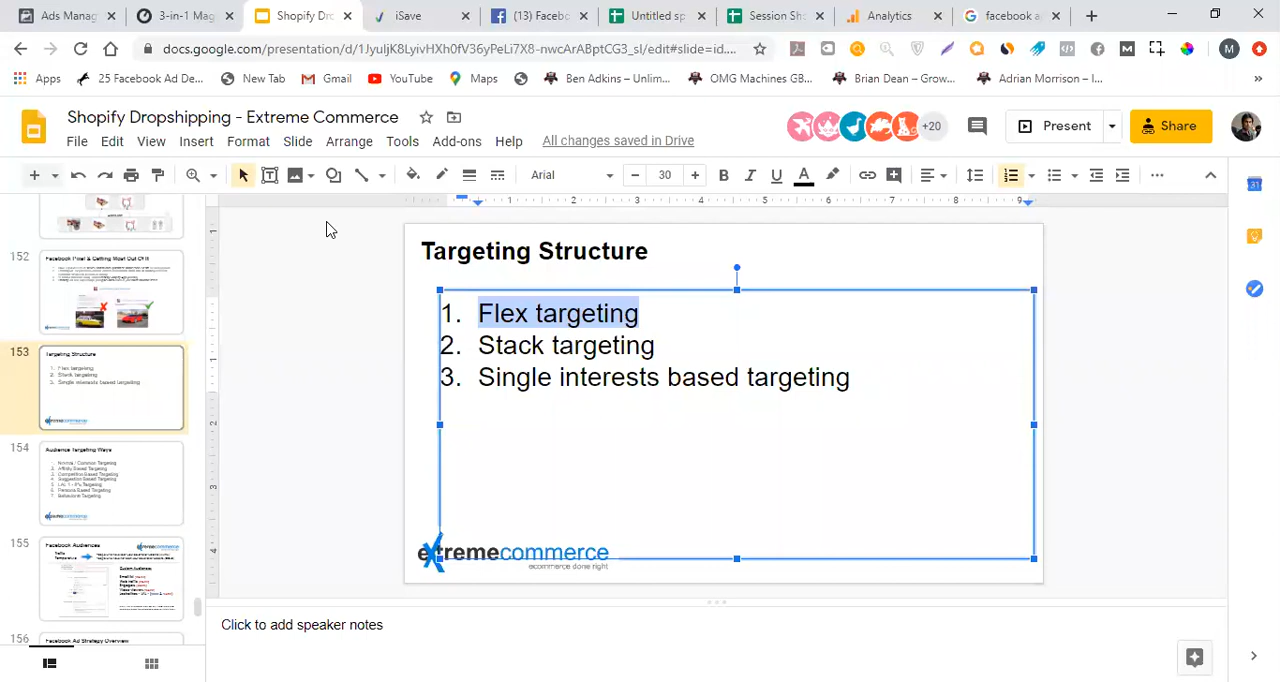 Ads Manag
3-in-1 Mag
Shopify Dro
iSave
(13) Facebo
Untitled sp
Session Sho
Analytics
facebook a
docs.google.com/presentation/d/1JyuljK8LyivHXh0fV36yPeLi7X8-nwcArABptCG3_sI/edit#slide=id....
Apps
25 Facebook Ad De...
New Tab
Gmail
YouTube
Maps
Ben Adkins – Unlim...
OMG Machines GB...
Brian Dean – Grow...
Adrian Morrison – I...
Shopify Dropshipping - Extreme Commerce
+20
Present
Share
File Edit View Insert Format Slide Arrange Tools Add-ons Help All changes saved in Drive
Arial
30
152
Facebook Pixel & Getting Most Out Of It
153
Targeting Structure
1. Flex targeting
2. Stack targeting
3. Single interests based targeting
154
Audience Targeting Ways
155
Facebook Audiences
156
Facebook Ad Strategy Overview
Targeting Structure
1. Flex targeting
2. Stack targeting
3. Single interests based targeting
extremecommerce
ecommerce done right
Click to add speaker notes